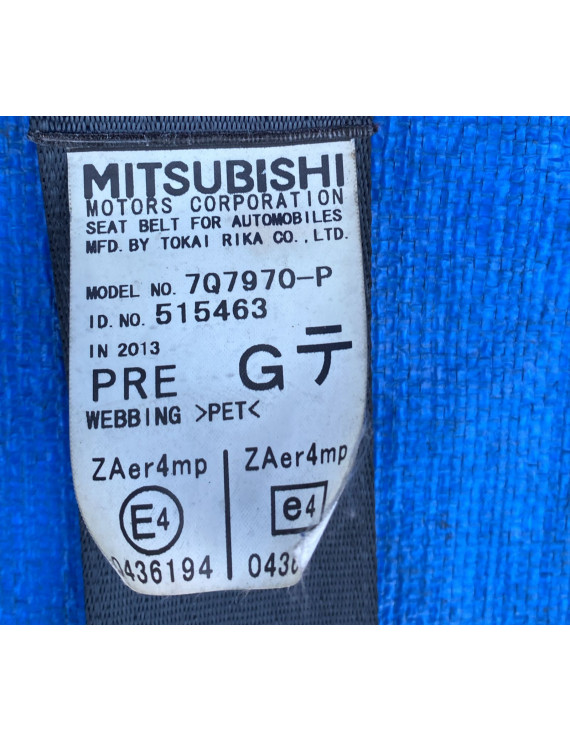 MITSUBISHI
MOTORS CORPORATION
SEAT BELT FOR AUTOMOBILES
MFD. BY TOKAI RIKA CO., LTD.
MODEL NO. 7Q7970-P
ID. NO. 515463
IN 2013
PRE G テ
WEBBING >PET<
ZAer4mp ZAer4mp
E4 e4
0436194 043